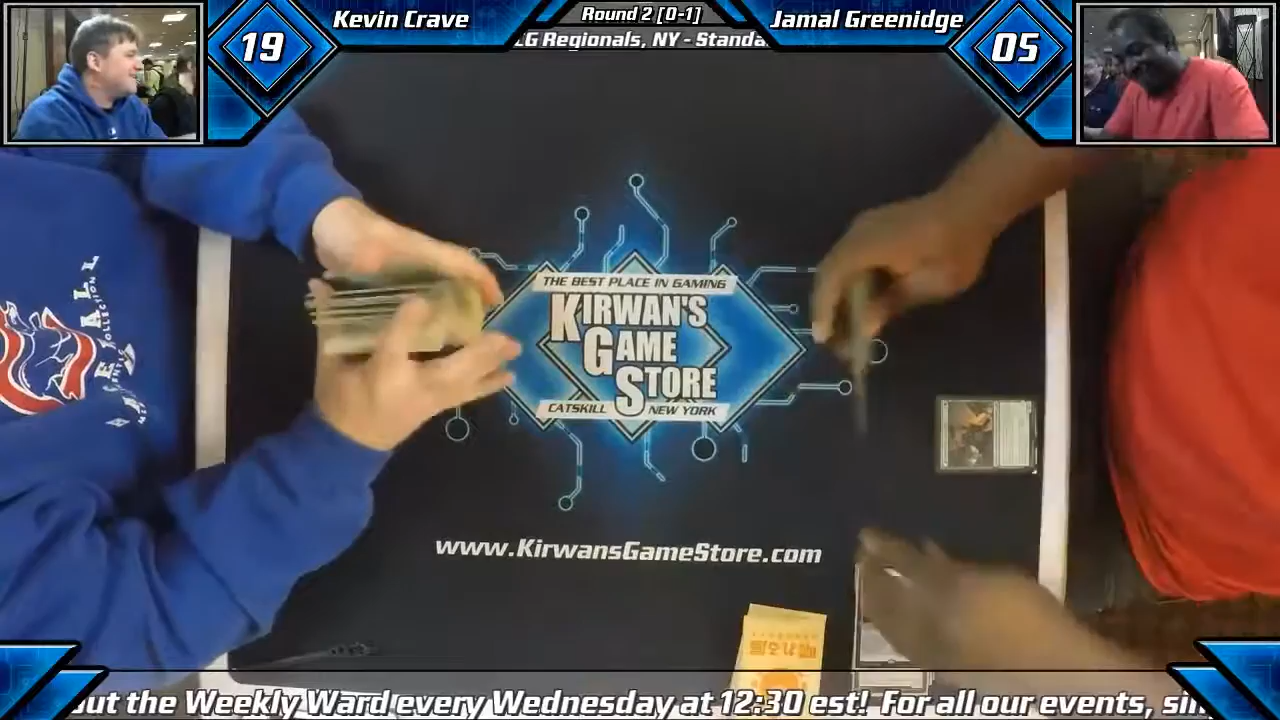 19
Kevin Crave
Round 2 [0-1]
Jamal Greenidge
05
LG Regionals, NY - Standa
THE BEST PLACE IN GAMING
KIRWAN'S
GAME
STORE
CATSKILL NEW YORK
www.KirwansGameStore.com
out the Weekly Ward every Wednesday at 12:30 est! For all our events, si